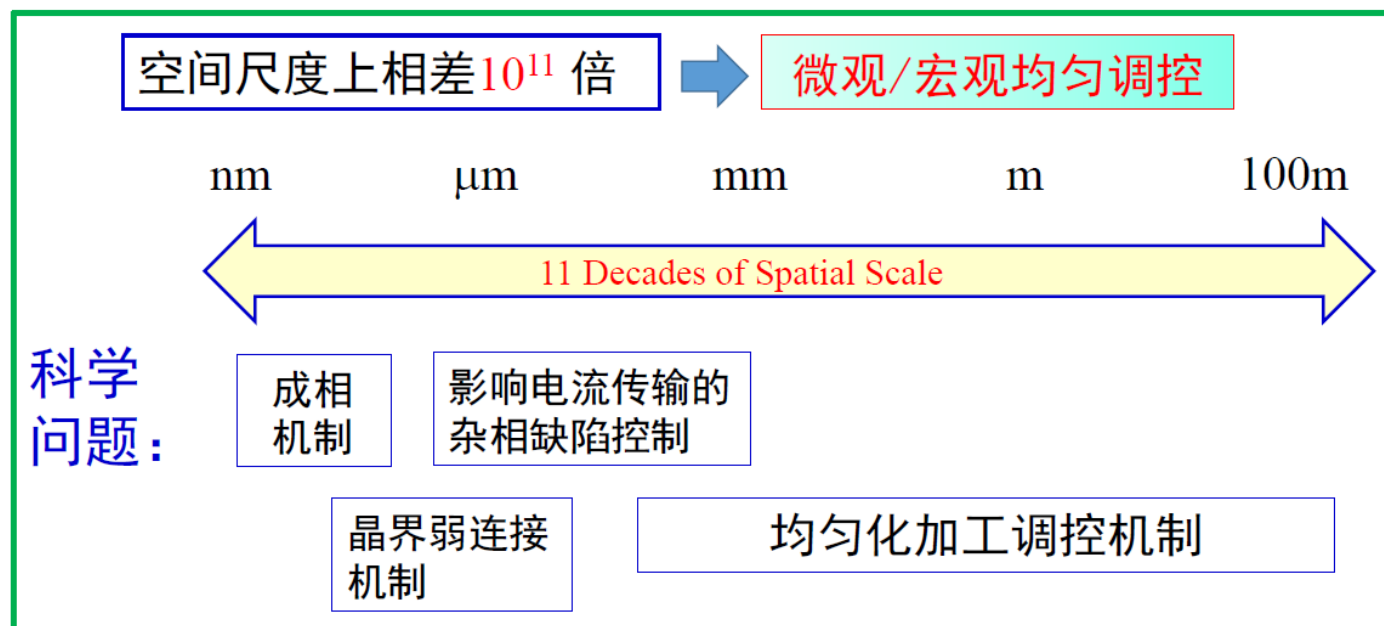 空间尺度上相差10¹¹ 倍
微观/宏观均匀调控
nm μm mm m 100m
11 Decades of Spatial Scale
科学
问题：
成相
机制
影响电流传输的
杂相缺陷控制
晶界弱连接
机制
均匀化加工调控机制